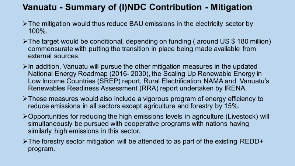 Vanuatu - Summary of (I)NDC Contribution - Mitigation
➢The mitigation would thus reduce BAU emissions in the electricity sector by
100%.
➢The target would be conditional, depending on funding ( around US $ 180 million)
commensurate with putting the transition in place being made available from
external sources.
➢In addition, Vanuatu will pursue the other mitigation measures in the updated
National Energy Roadmap (2016- 2030), the Scaling Up Renewable Energy in
Low Income Countries (SREP) report, Rural Electrification NAMA and Vanuatu's
Renewables Readiness Assessment (RRA) report undertaken by IRENA.
➢These measures would also include a vigorous program of energy efficiency to
reduce emissions in all sectors except agriculture and forestry by 15%.
➢Opportunities for reducing the high emissions levels in agriculture (Livestock) will
simultaneously be pursued with cooperative programs with nations having
similarly high emissions in this sector.
➢The forestry sector mitigation will be attended to as part of the existing REDD+
program.